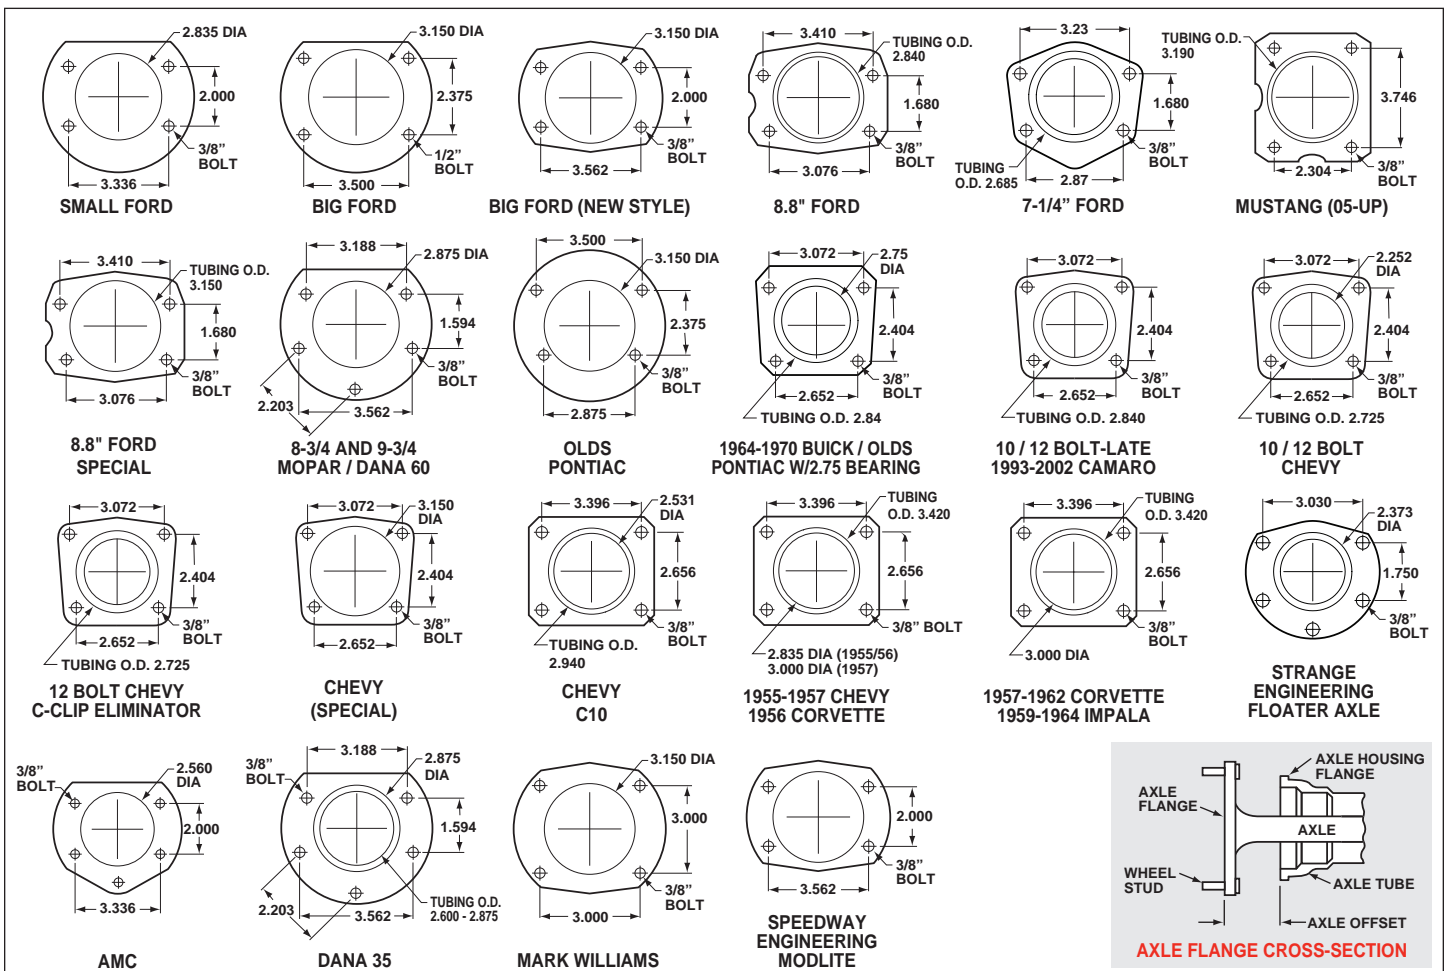 2.835 DIA
2.000
3/8”
BOLT
3.336
SMALL FORD
3.150 DIA
2.375
1/2”
BOLT
3.500
BIG FORD
3.150 DIA
2.000
3/8”
BOLT
3.562
BIG FORD (NEW STYLE)
3.410
TUBING O.D.
2.840
1.680
3/8”
BOLT
3.076
8.8" FORD
3.23
1.680
3/8”
BOLT
TUBING
O.D. 2.685
2.87
7-1/4” FORD
TUBING O.D.
3.190
3.746
3/8”
BOLT
2.304
MUSTANG (05-UP)
3.410
TUBING O.D.
3.150
1.680
3/8”
BOLT
3.076
8.8" FORD
SPECIAL
3.188
2.875 DIA
1.594
3/8”
BOLT
2.203
3.562
8-3/4 AND 9-3/4
MOPAR / DANA 60
3.500
3.150 DIA
2.375
3/8”
BOLT
2.875
OLDS
PONTIAC
3.072
2.75
DIA
2.404
3/8”
BOLT
2.652
TUBING O.D. 2.84
1964-1970 BUICK / OLDS
PONTIAC W/2.75 BEARING
3.072
2.404
3/8”
BOLT
2.652
TUBING O.D. 2.840
10 / 12 BOLT-LATE
1993-2002 CAMARO
3.072
2.252
DIA
2.404
3/8”
BOLT
2.652
TUBING O.D. 2.725
10 / 12 BOLT
CHEVY
3.072
2.404
3/8”
BOLT
2.652
TUBING O.D. 2.725
12 BOLT CHEVY
C-CLIP ELIMINATOR
3.072
3.150
DIA
2.404
3/8”
BOLT
2.652
CHEVY
(SPECIAL)
3.396
2.531
DIA
2.656
3/8”
BOLT
TUBING O.D.
2.940
CHEVY
C10
3.396
TUBING
O.D. 3.420
2.656
3/8” BOLT
2.835 DIA (1955/56)
3.000 DIA (1957)
1955-1957 CHEVY
1956 CORVETTE
3.396
TUBING
O.D. 3.420
2.656
3/8”
BOLT
3.000 DIA
1957-1962 CORVETTE
1959-1964 IMPALA
3.030
2.373
DIA
1.750
3/8”
BOLT
STRANGE
ENGINEERING
FLOATER AXLE
3/8”
BOLT
2.560
DIA
2.000
3.336
AMC
3/8”
BOLT
3.188
2.875
DIA
1.594
2.203
3.562
TUBING O.D.
2.600 - 2.875
DANA 35
3.150 DIA
3.000
3/8”
BOLT
3.000
MARK WILLIAMS
2.000
3/8”
BOLT
3.562
SPEEDWAY
ENGINEERING
MODLITE
AXLE HOUSING
FLANGE
AXLE
FLANGE
AXLE
WHEEL
STUD
AXLE TUBE
AXLE OFFSET
AXLE FLANGE CROSS-SECTION